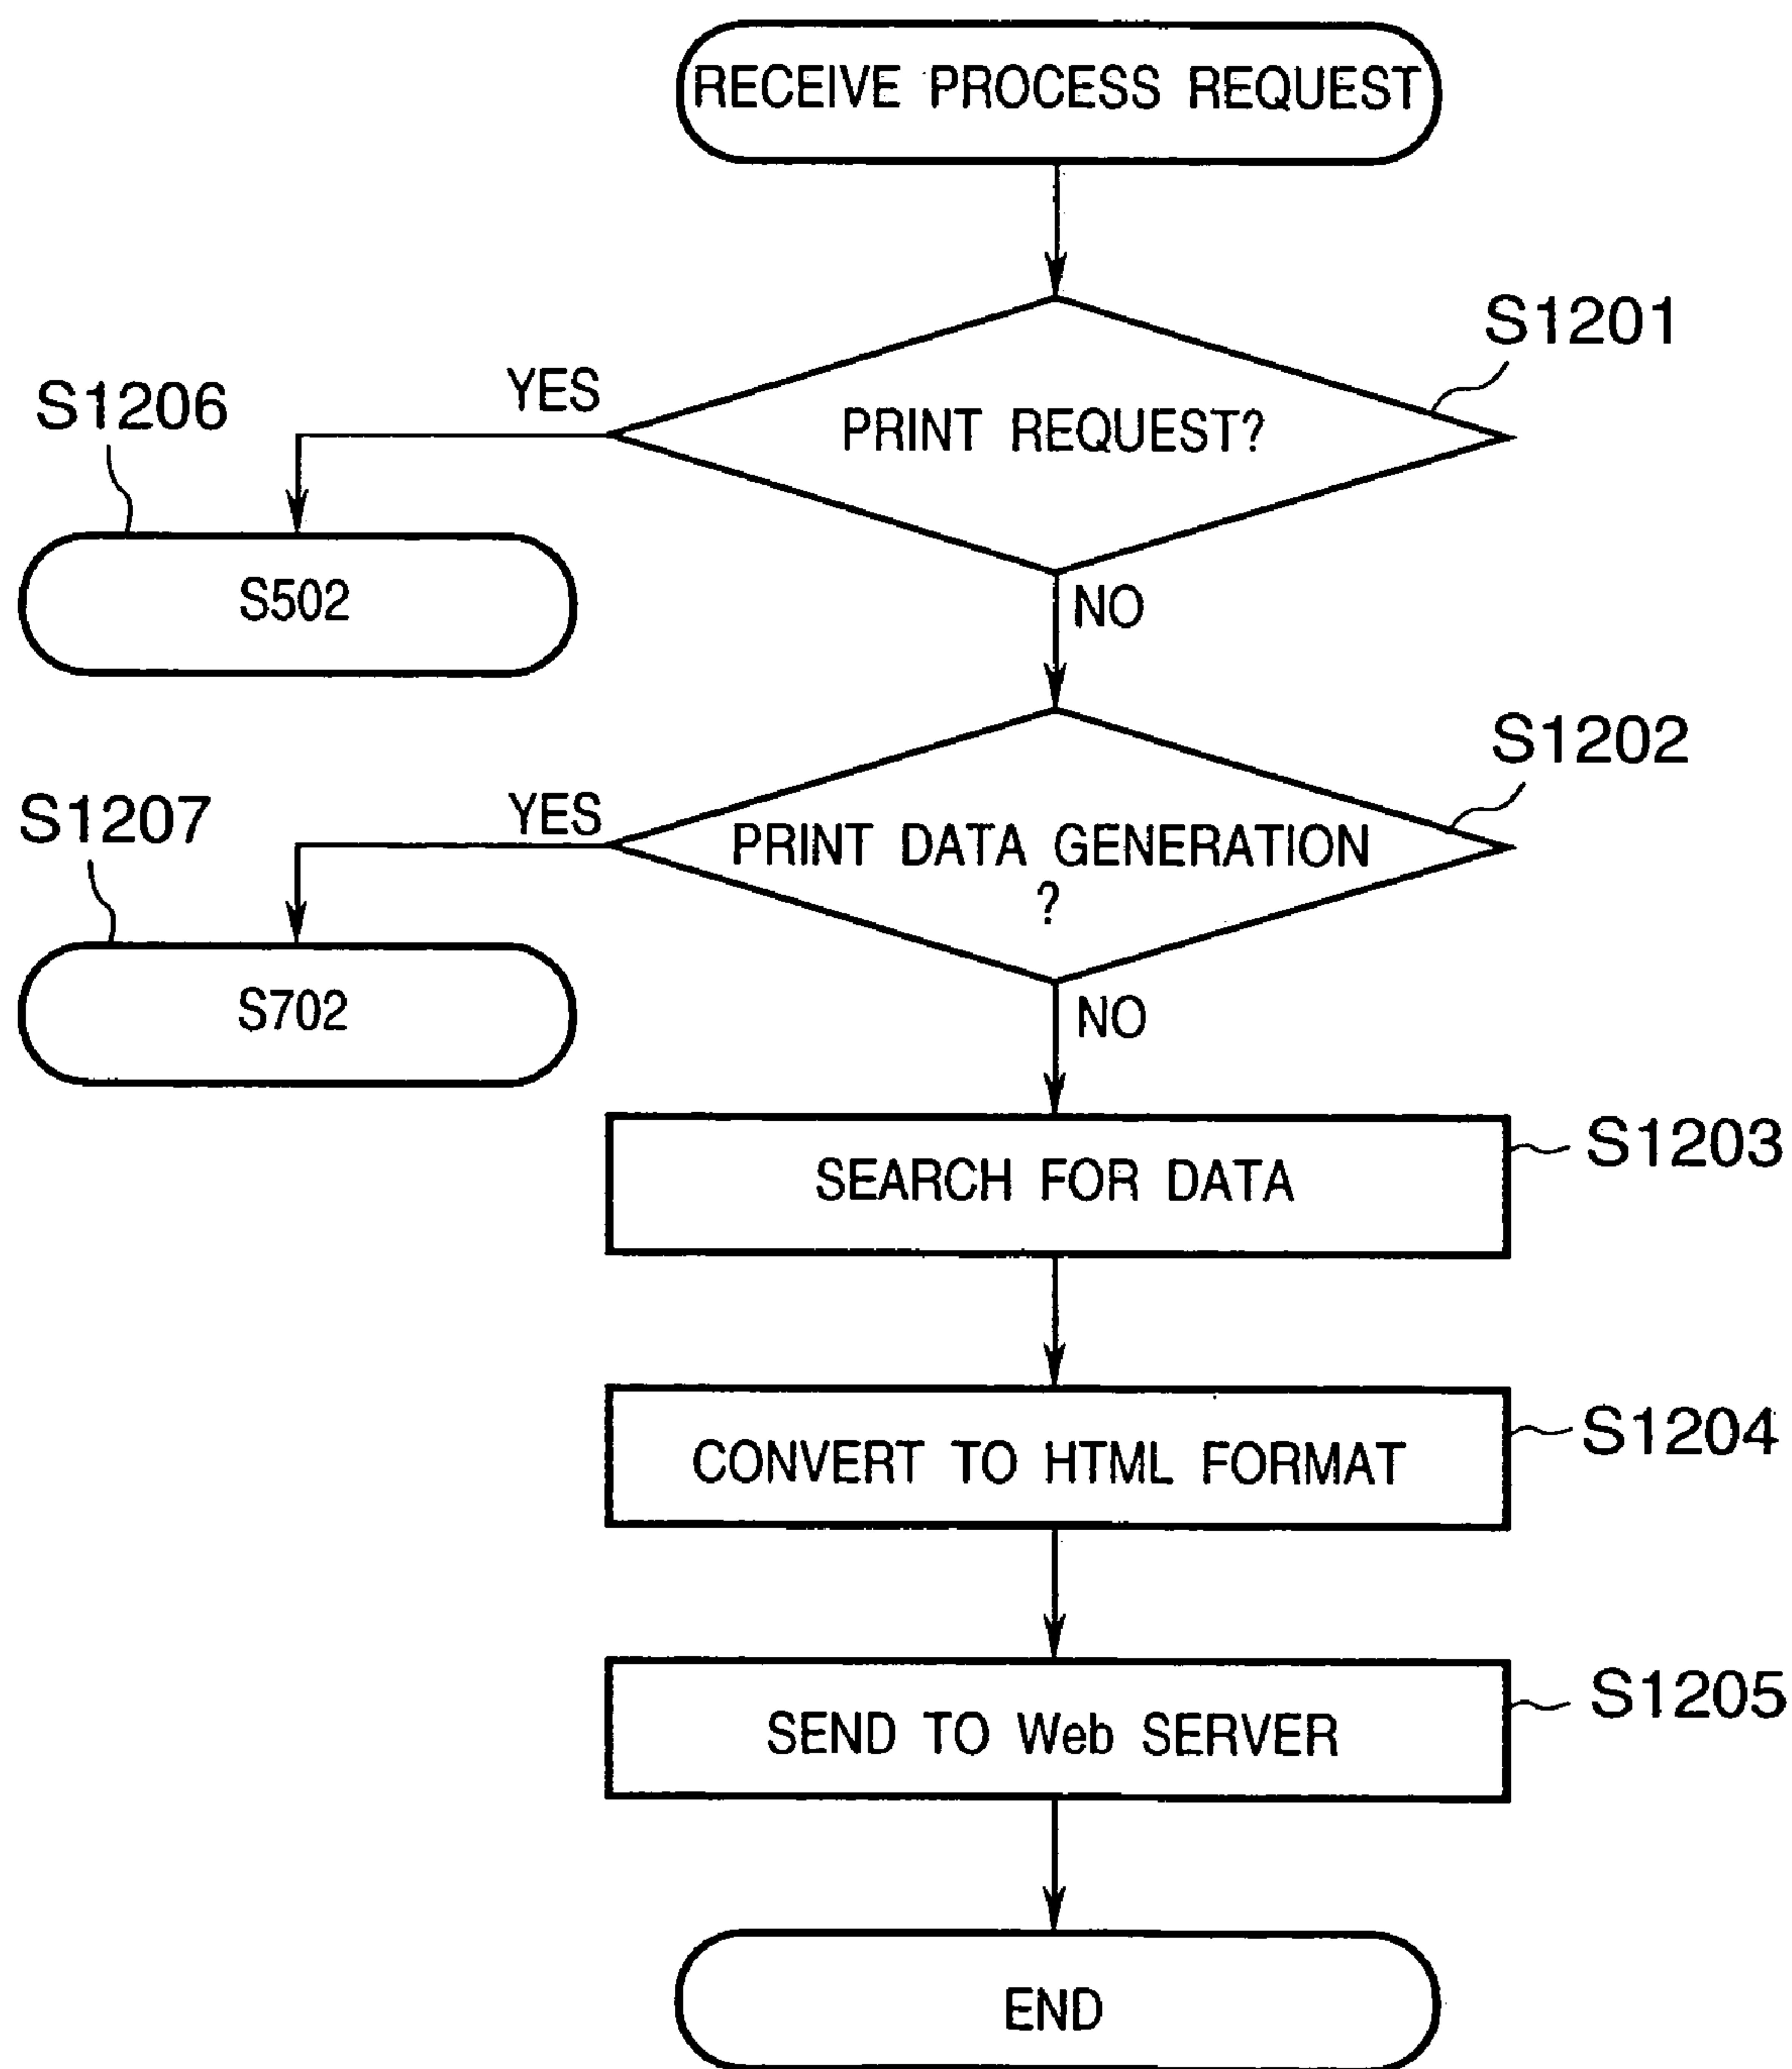 RECEIVE PROCESS REQUEST
S1201
PRINT REQUEST?
YES
S1206
S502
NO
S1202
PRINT DATA GENERATION
?
YES
S1207
S702
NO
SEARCH FOR DATA
S1203
CONVERT TO HTML FORMAT
S1204
SEND TO Web SERVER
S1205
END